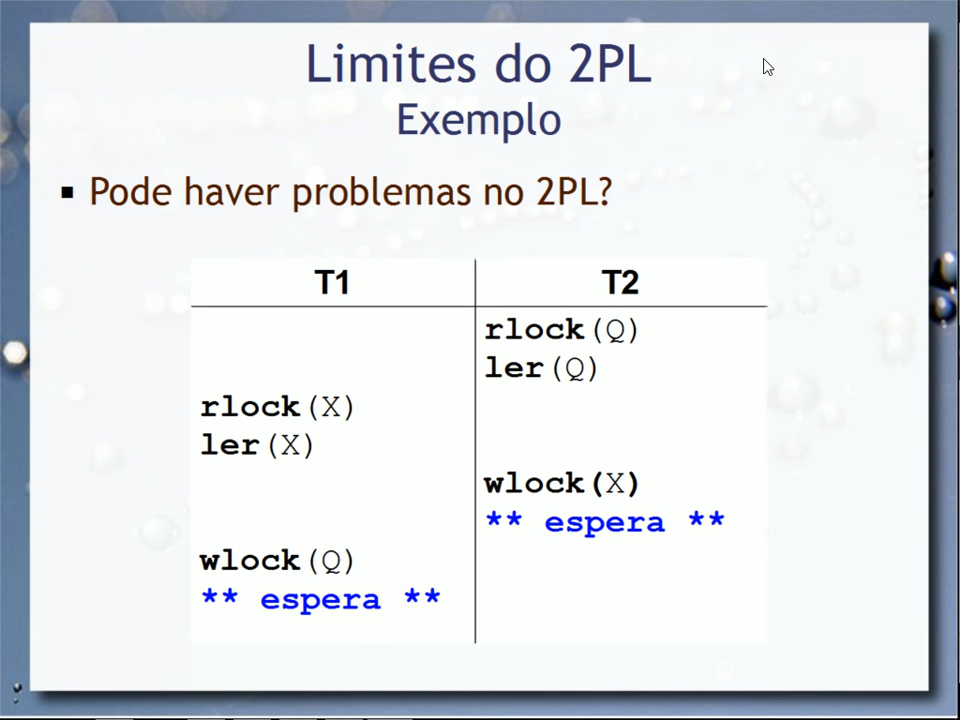 Limites do 2PL
Exemplo
▪ Pode haver problemas no 2PL?
T1 T2
rlock(Q)
ler(Q)
rlock(X)
ler(X)
wlock(X)
** espera **
wlock(Q)
** espera **